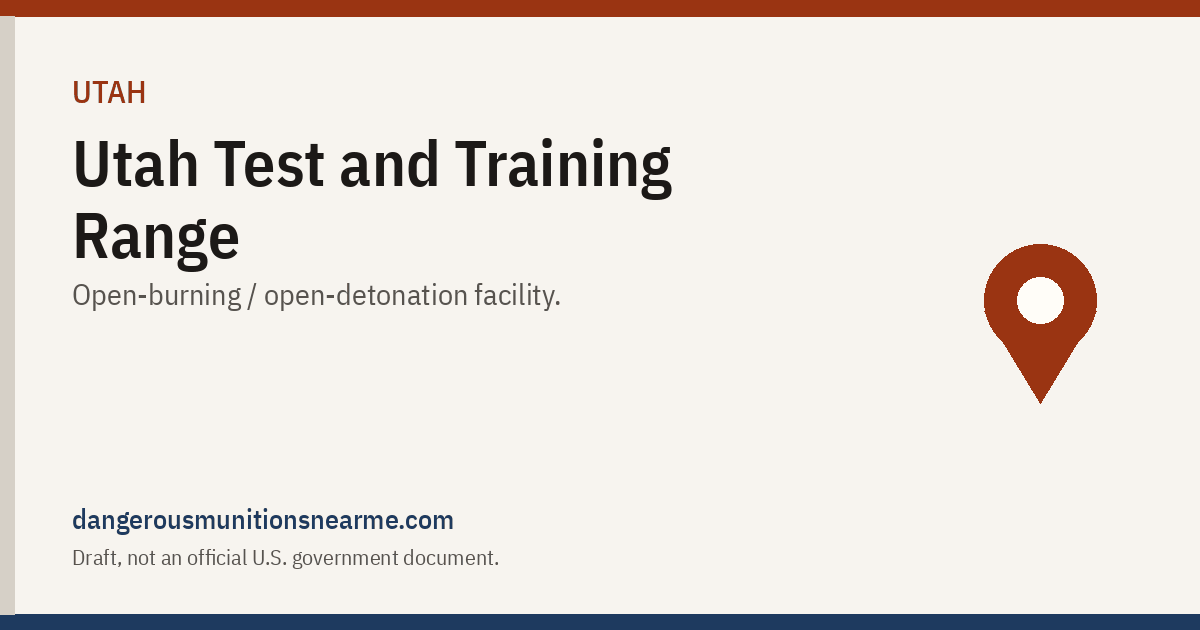 UTAH
Utah Test and Training
Range
Open-burning / open-detonation facility.
dangerousmunitionsnearme.com
Draft, not an official U.S. government document.